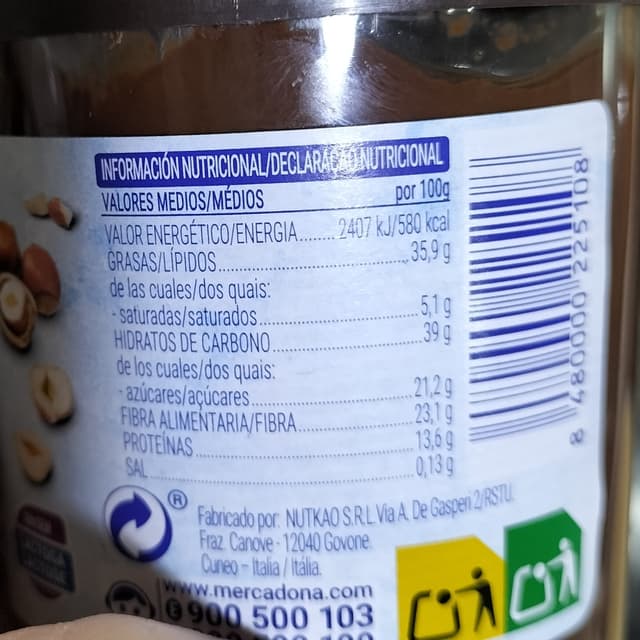 INFORMACIÓN NUTRICIONAL/DECLARAÇÃO NUTRICIONAL
VALORES MEDIOS/MÉDIOS por 100g
VALOR ENERGÉTICO/ENERGIA....... 2407 kJ/580 kcal
GRASAS/LÍPIDOS........................ 35,9 g
de las cuales/dos quais:
- saturadas/saturados.................... 5,1 g
HIDRATOS DE CARBONO.................... 39 g
de los cuales/dos quais:
- azúcares/açúcares.................... 21,2 g
FIBRA ALIMENTARIA/FIBRA.................... 23,1 g
PROTEÍNAS.................... 13,6 g
SAL.................... 0,13 g
8 480000 225108
®
Fabricado por: NUTKAO S.R.L. Via A. De Gasperi 2/RSTU.
Fraz. Canove - 12040 Govone.
Cuneo - Italia / Itália.
www.mercadona.com
E 900 500 103